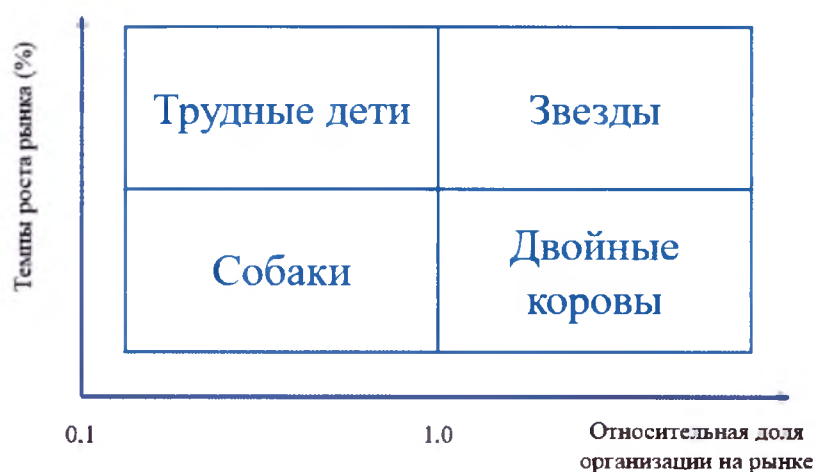 Темпы роста рынка (%)
Трудные дети
Звезды
Собаки
Двойные
коровы
0.1
1.0
Относительная доля
организации на рынке